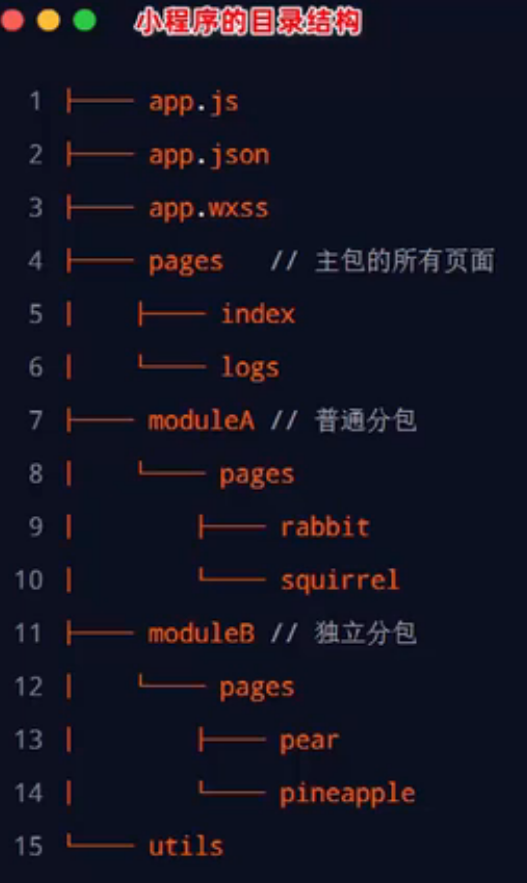 小程序的目录结构
1 ├── app.js
2 ├── app.json
3 ├── app.wxss
4 ├── pages // 主包的所有页面
5 │   ├── index
6 │   └── logs
7 ├── moduleA // 普通分包
8 │   └── pages
9 │       ├── rabbit
10 │       └── squirrel
11 ├── moduleB // 独立分包
12 │   └── pages
13 │       ├── pear
14 │       └── pineapple
15 └── utils